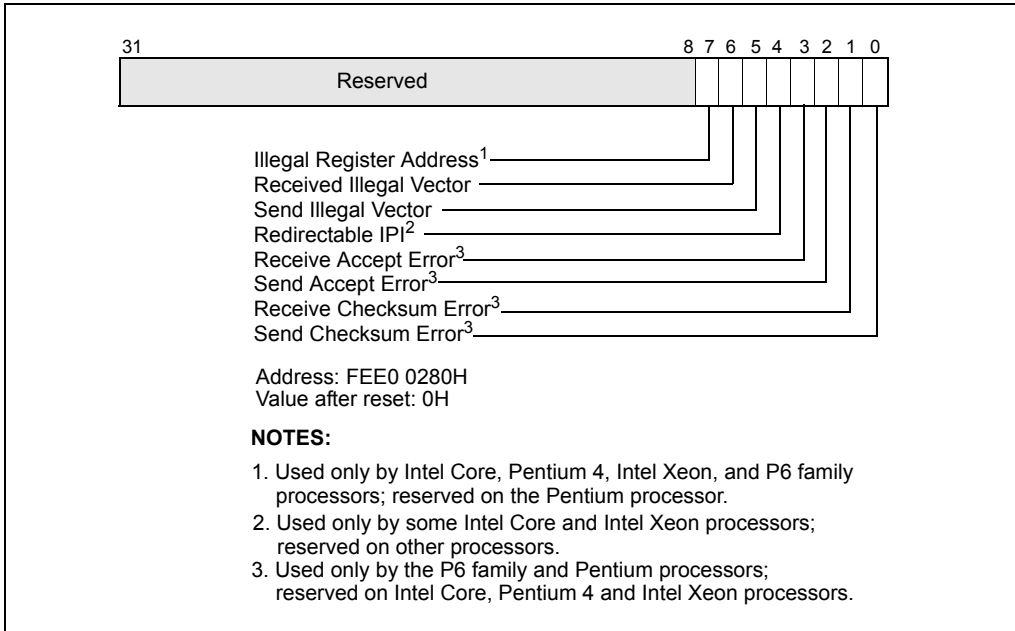 31 8 7 6 5 4 3 2 1 0
Reserved
Illegal Register Address1
Received Illegal Vector
Send Illegal Vector
Redirectable IPI2
Receive Accept Error3
Send Accept Error3
Receive Checksum Error3
Send Checksum Error3
Address: FEE0 0280H
Value after reset: 0H
NOTES:
1. Used only by Intel Core, Pentium 4, Intel Xeon, and P6 family
processors; reserved on the Pentium processor.
2. Used only by some Intel Core and Intel Xeon processors;
reserved on other processors.
3. Used only by the P6 family and Pentium processors;
reserved on Intel Core, Pentium 4 and Intel Xeon processors.